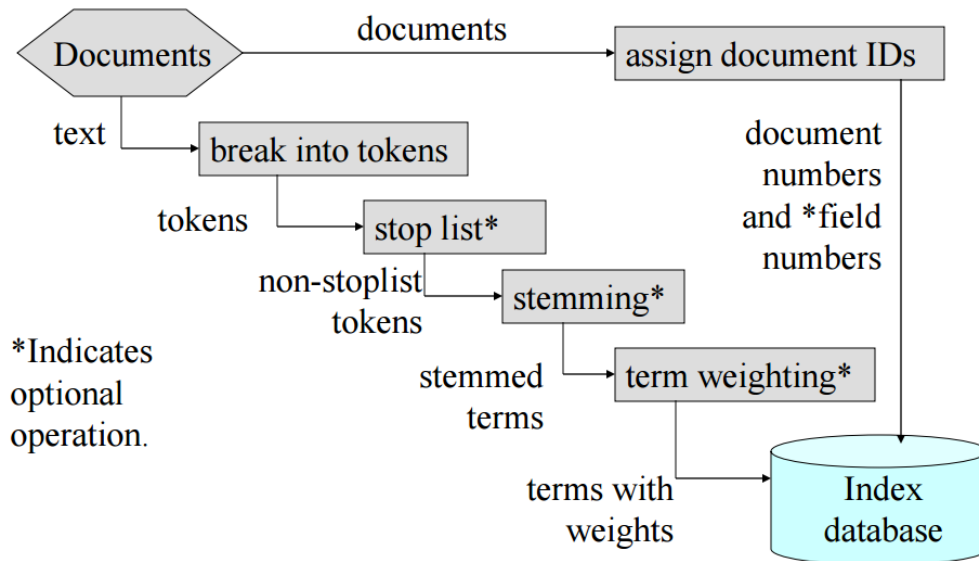 documents
Documents
assign document IDs
text
break into tokens
document
numbers
and *field
numbers
tokens
stop list*
non-stoplist
tokens
stemming*
*Indicates
optional
operation.
stemmed
terms
term weighting*
terms with
weights
Index
database